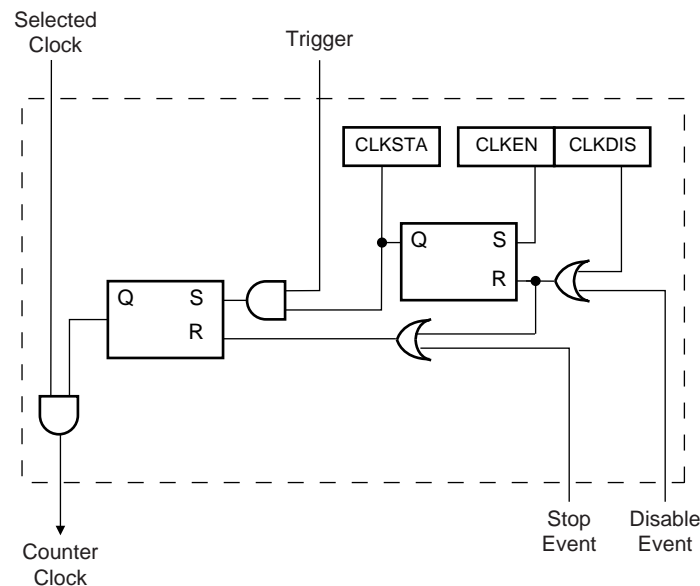 Selected
Clock
Trigger
CLKSTA
CLKEN
CLKDIS
Q
S
R
Q
S
R
Stop
Event
Disable
Event
Counter
Clock